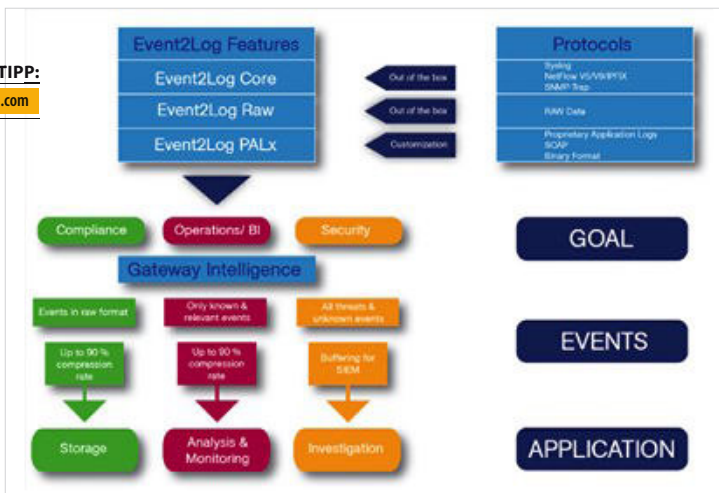 TIPP:
.com
Event2Log Features
Event2Log Core
Event2Log Raw
Event2Log PALx
Out of the box
Out of the box
Customization
Protocols
Syslog
NetFlow V5/V9/IPFIX
SNMP Trap
RAW Data
Proprietary Application Logs
SOAP
Binary Format
Compliance
Operations/ BI
Security
GOAL
Gateway Intelligence
Events in raw format
Only known &
relevant events
All threats &
unknown events
EVENTS
Up to 90 %
compression
rate
Up to 90 %
compression
rate
Buffering for
SIEM
Storage
Analysis &
Monitoring
Investigation
APPLICATION